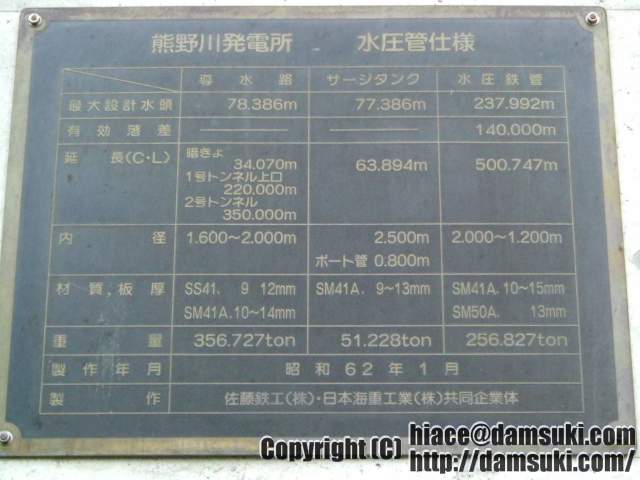 熊野川発電所 水圧管仕様
導水路 サージタンク 水圧鉄管
最大設計水頭 78.386m 77.386m 237.992m
有効落差 ――― ――― 140.000m
延長(C・L) 暗きょ 34.070m 63.894m 500.747m
1号トンネル上口
220.000m
2号トンネル
350.000m
内径 1.600～2.000m 2.500m 2.000～1.200m
ポート管 0.800m
材質,板厚 SS41. 9 12mm SM41A. 9～13mm SM41A.10～15mm
SM41A.10～14mm SM50A. 13mm
重量 356.727ton 51.228ton 256.827ton
製作年月 昭和62年1月
製作 佐藤鉄工(株)・日本海重工業(株)共同企業体
Copyright (C) hiace@damsuki.com
http://damsuki.com/